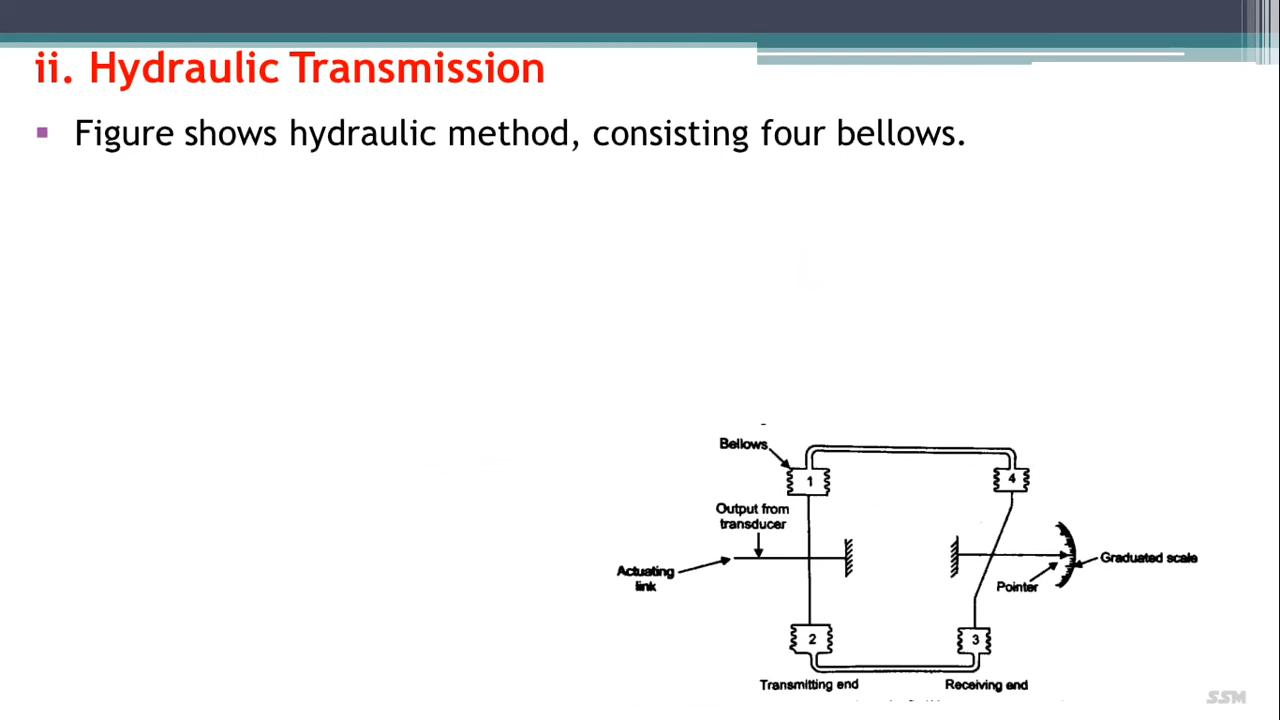 ii. Hydraulic Transmission
▪ Figure shows hydraulic method, consisting four bellows.
Bellows
1
4
Output from
transducer
Actuating
link
Graduated scale
Pointer
2
3
Transmitting end
Receiving end
SSM